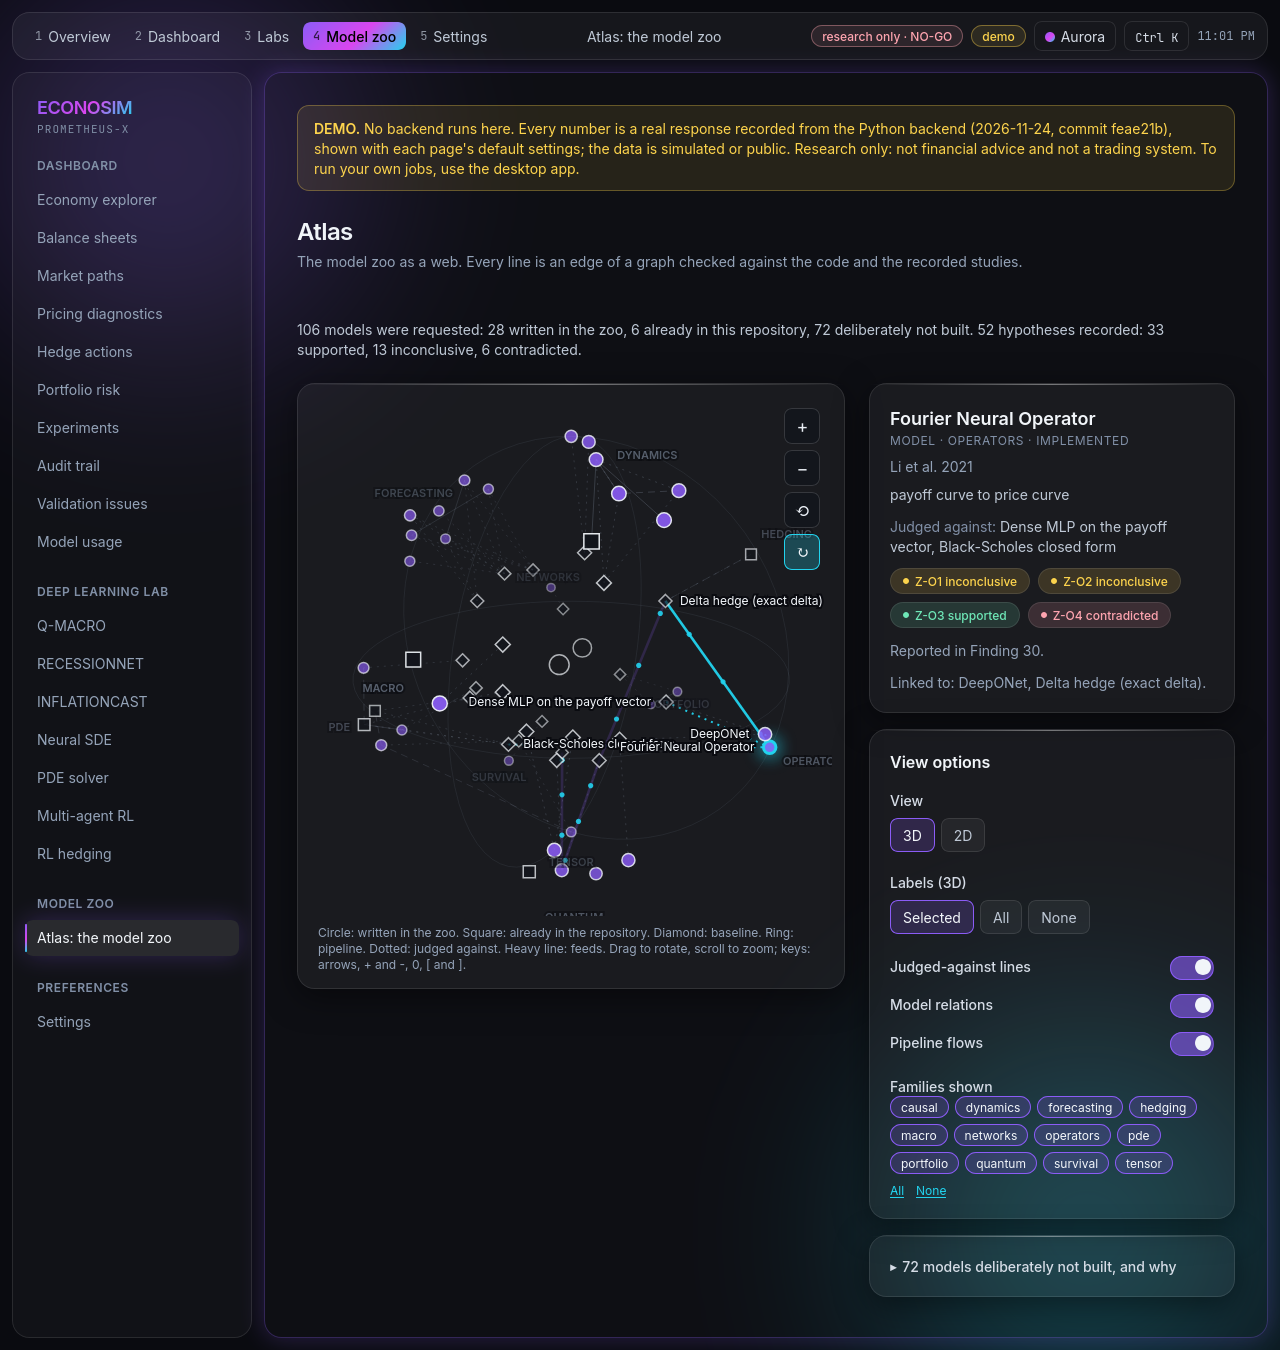 1 Overview
2 Dashboard
3 Labs
4 Model zoo
5 Settings
Atlas: the model zoo
research only · NO-GO
demo
Aurora
Ctrl K
11:01 PM
ECONOSIM
PROMETHEUS-X
DASHBOARD
Economy explorer
Balance sheets
Market paths
Pricing diagnostics
Hedge actions
Portfolio risk
Experiments
Audit trail
Validation issues
Model usage
DEEP LEARNING LAB
Q-MACRO
RECESSIONNET
INFLATIONCAST
Neural SDE
PDE solver
Multi-agent RL
RL hedging
MODEL ZOO
Atlas: the model zoo
PREFERENCES
Settings
DEMO. No backend runs here. Every number is a real response recorded from the Python backend (2026-11-24, commit feae21b),
shown with each page's default settings; the data is simulated or public. Research only: not financial advice and not a trading system. To
run your own jobs, use the desktop app.
Atlas
The model zoo as a web. Every line is an edge of a graph checked against the code and the recorded studies.
106 models were requested: 28 written in the zoo, 6 already in this repository, 72 deliberately not built. 52 hypotheses recorded: 33
supported, 13 inconclusive, 6 contradicted.
DYNAMICS
FORECASTING
HEDGING
NETWORKS
Delta hedge (exact delta)
MACRO
Dense MLP on the payoff vector
PDE
DeepONet
Black-Scholes
Fourier Neural Operator
OPERATO
SURVIVAL
TENSOR
QUANTUM
Circle: written in the zoo. Square: already in the repository. Diamond: baseline. Ring:
pipeline. Dotted: judged against. Heavy line: feeds. Drag to rotate, scroll to zoom; keys:
arrows, + and -, 0, [ and ].
Fourier Neural Operator
MODEL · OPERATORS · IMPLEMENTED
Li et al. 2021
payoff curve to price curve
Judged against: Dense MLP on the payoff
vector, Black-Scholes closed form
Z-O1 inconclusive
Z-O2 inconclusive
Z-O3 supported
Z-O4 contradicted
Reported in Finding 30.
Linked to: DeepONet, Delta hedge (exact delta).
View options
View
3D
2D
Labels (3D)
Selected
All
None
Judged-against lines
Model relations
Pipeline flows
Families shown
causal
dynamics
forecasting
hedging
macro
networks
operators
pde
portfolio
quantum
survival
tensor
All
None
72 models deliberately not built, and why